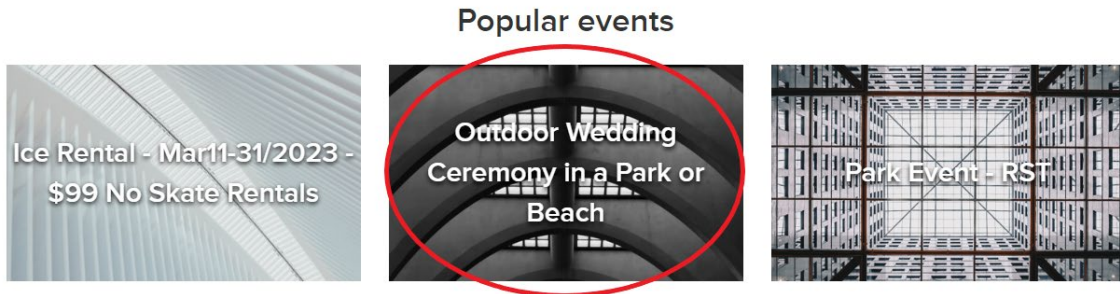 Popular events
Ice Rental - Mar11-31/2023 -
$99 No Skate Rentals
Outdoor Wedding
Ceremony in a Park or
Beach
Park Event - RST